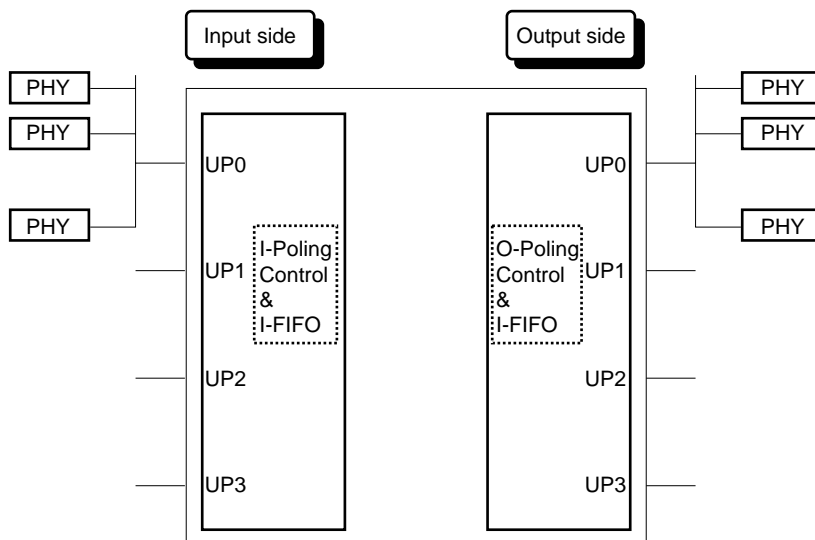 Input side
Output side
PHY
PHY
PHY
PHY
UP0
UP0
PHY
PHY
UP1
I-Poling
Control
&
I-FIFO
O-Poling
Control
&
I-FIFO
UP1
UP2
UP2
UP3
UP3